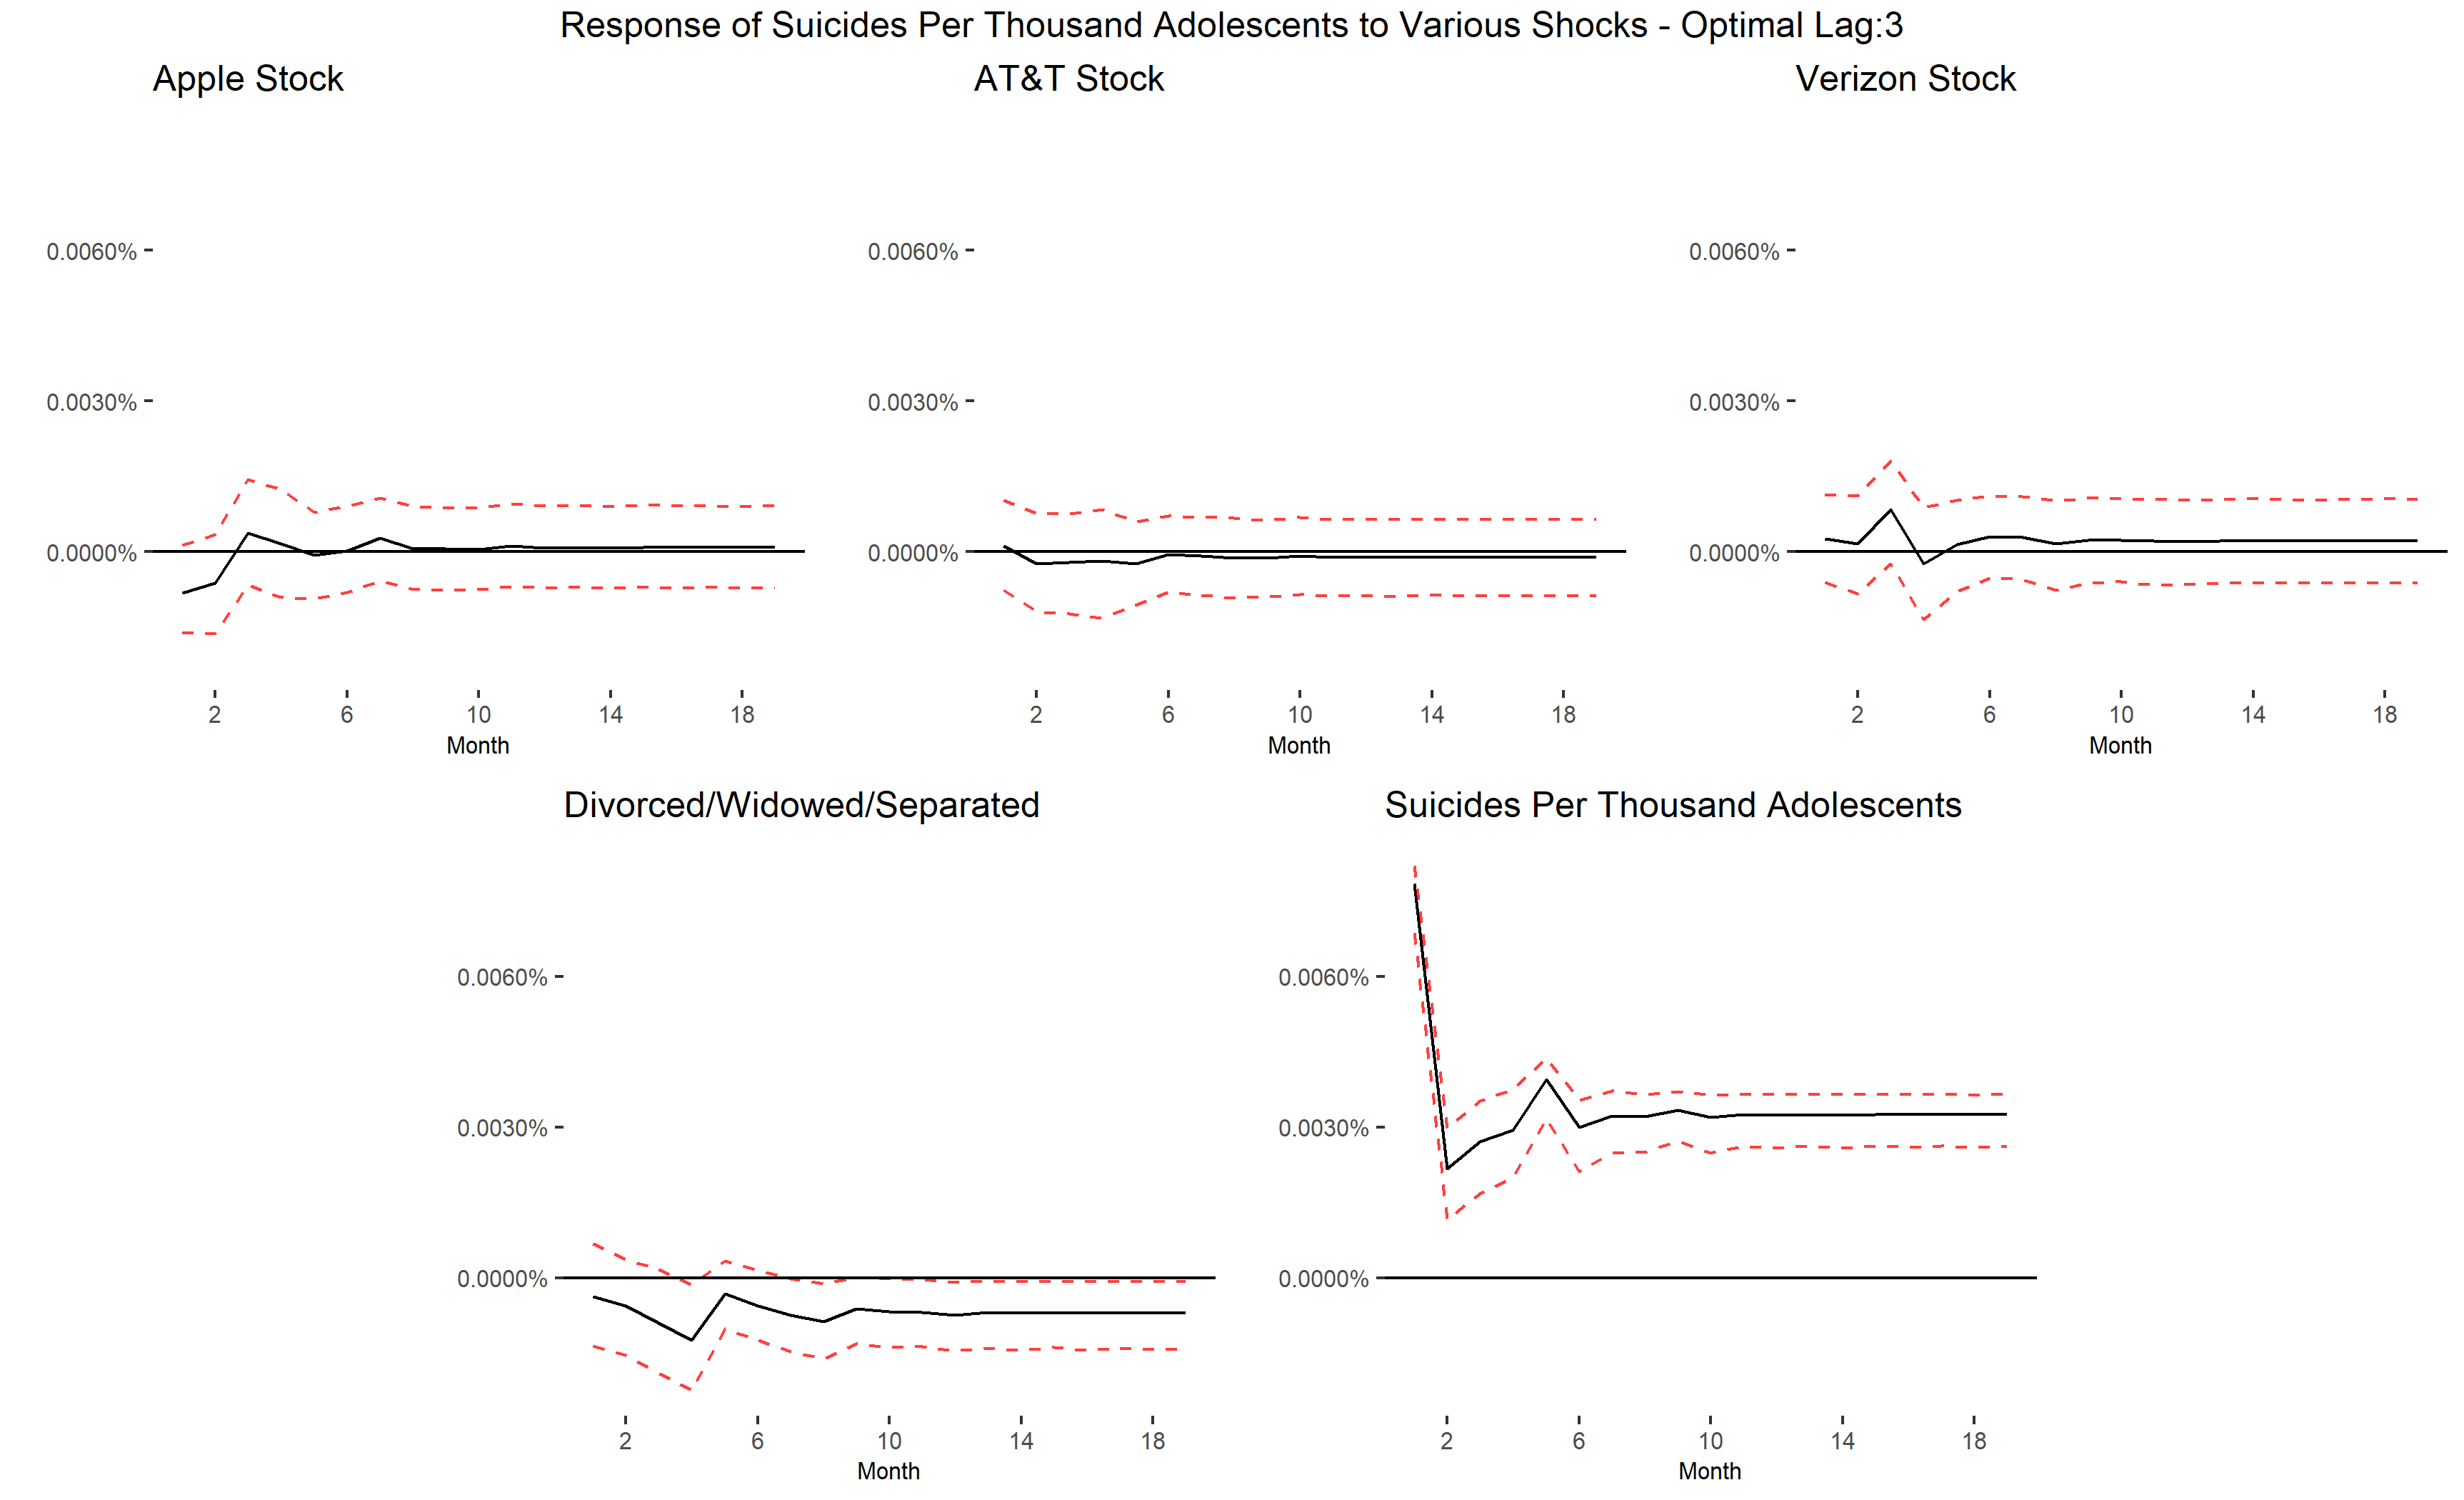 Response of Suicides Per Thousand Adolescents to Various Shocks - Optimal Lag:3
Apple Stock
0.0060%
0.0030%
0.0000%
2 6 10 14 18
Month
AT&T Stock
0.0060%
0.0030%
0.0000%
2 6 10 14 18
Month
Verizon Stock
0.0060%
0.0030%
0.0000%
2 6 10 14 18
Month
Divorced/Widowed/Separated
0.0060%
0.0030%
0.0000%
2 6 10 14 18
Month
Suicides Per Thousand Adolescents
0.0060%
0.0030%
0.0000%
2 6 10 14 18
Month